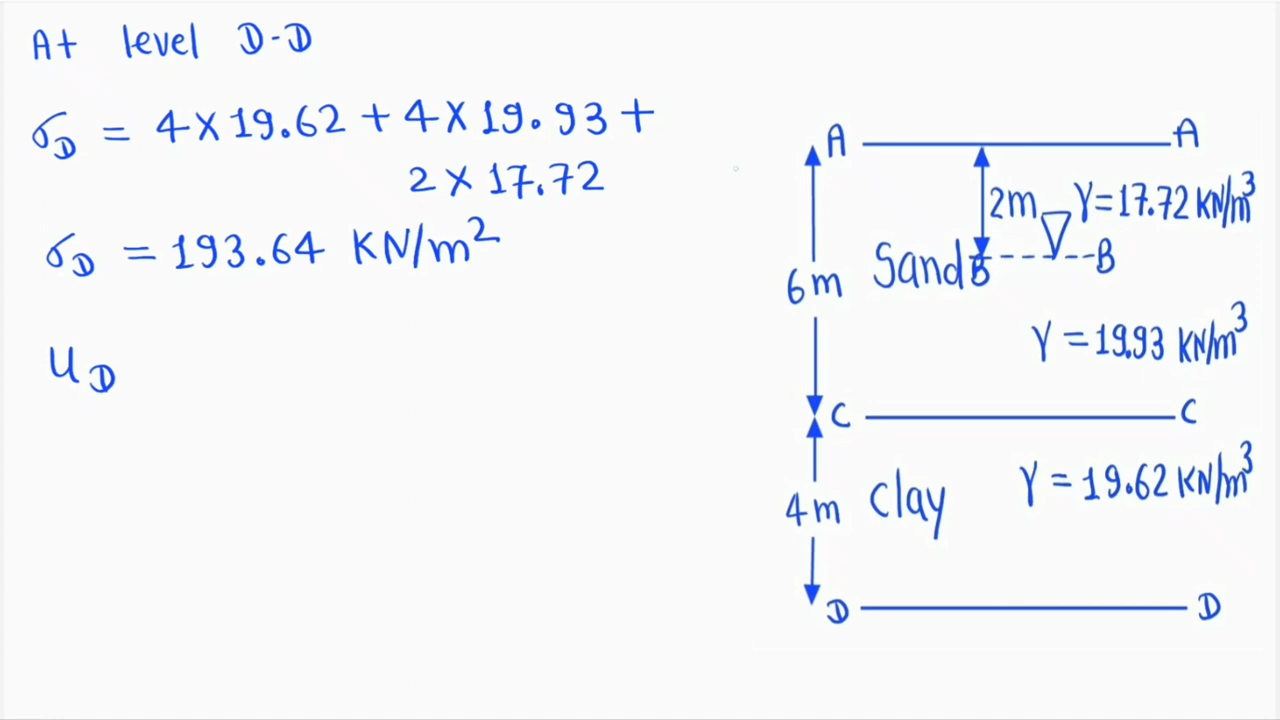 At level D-D
σD = 4 × 19.62 + 4 × 19.93 +
2 × 17.72
σD = 193.64 KN/m²
uD
A A
2m γ=17.72 KN/m³
Sand B B
6m
γ = 19.93 KN/m³
C C
4m Clay γ = 19.62 KN/m³
D D